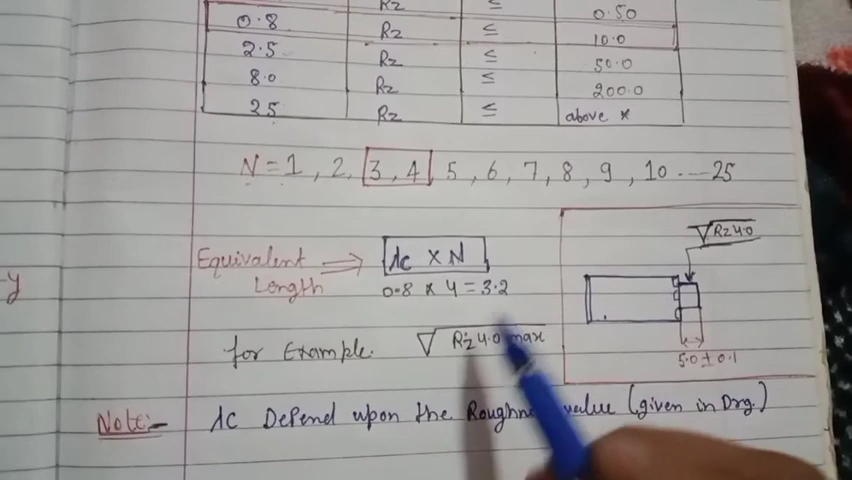 Rz ≤ 0.50
0.8 Rz ≤ 10.0
2.5 Rz ≤ 50.0
8.0 Rz ≤ 200.0
25 Rz ≤ above *
N = 1, 2, 3, 4, 5, 6, 7, 8, 9, 10 --- 25
√Rz4.0
Equivalent Length ⇒ λc × N
0.8 × 4 = 3.2
for Example. √Rz 4.0 max
5.0 ± 0.1
Note:- λc Depend upon the Roughne value (given in Drg.)
-y